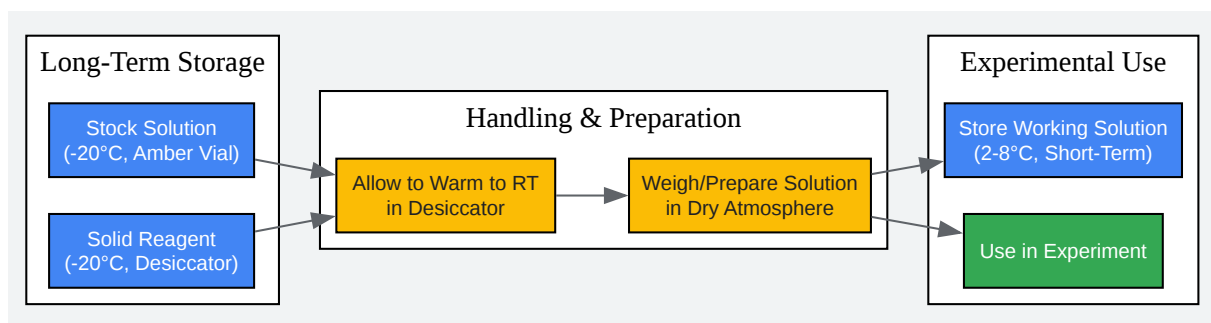 Long-Term Storage
Stock Solution
(-20°C, Amber Vial)
Solid Reagent
(-20°C, Desiccator)
Handling & Preparation
Allow to Warm to RT
in Desiccator
Weigh/Prepare Solution
in Dry Atmosphere
Experimental Use
Store Working Solution
(2-8°C, Short-Term)
Use in Experiment